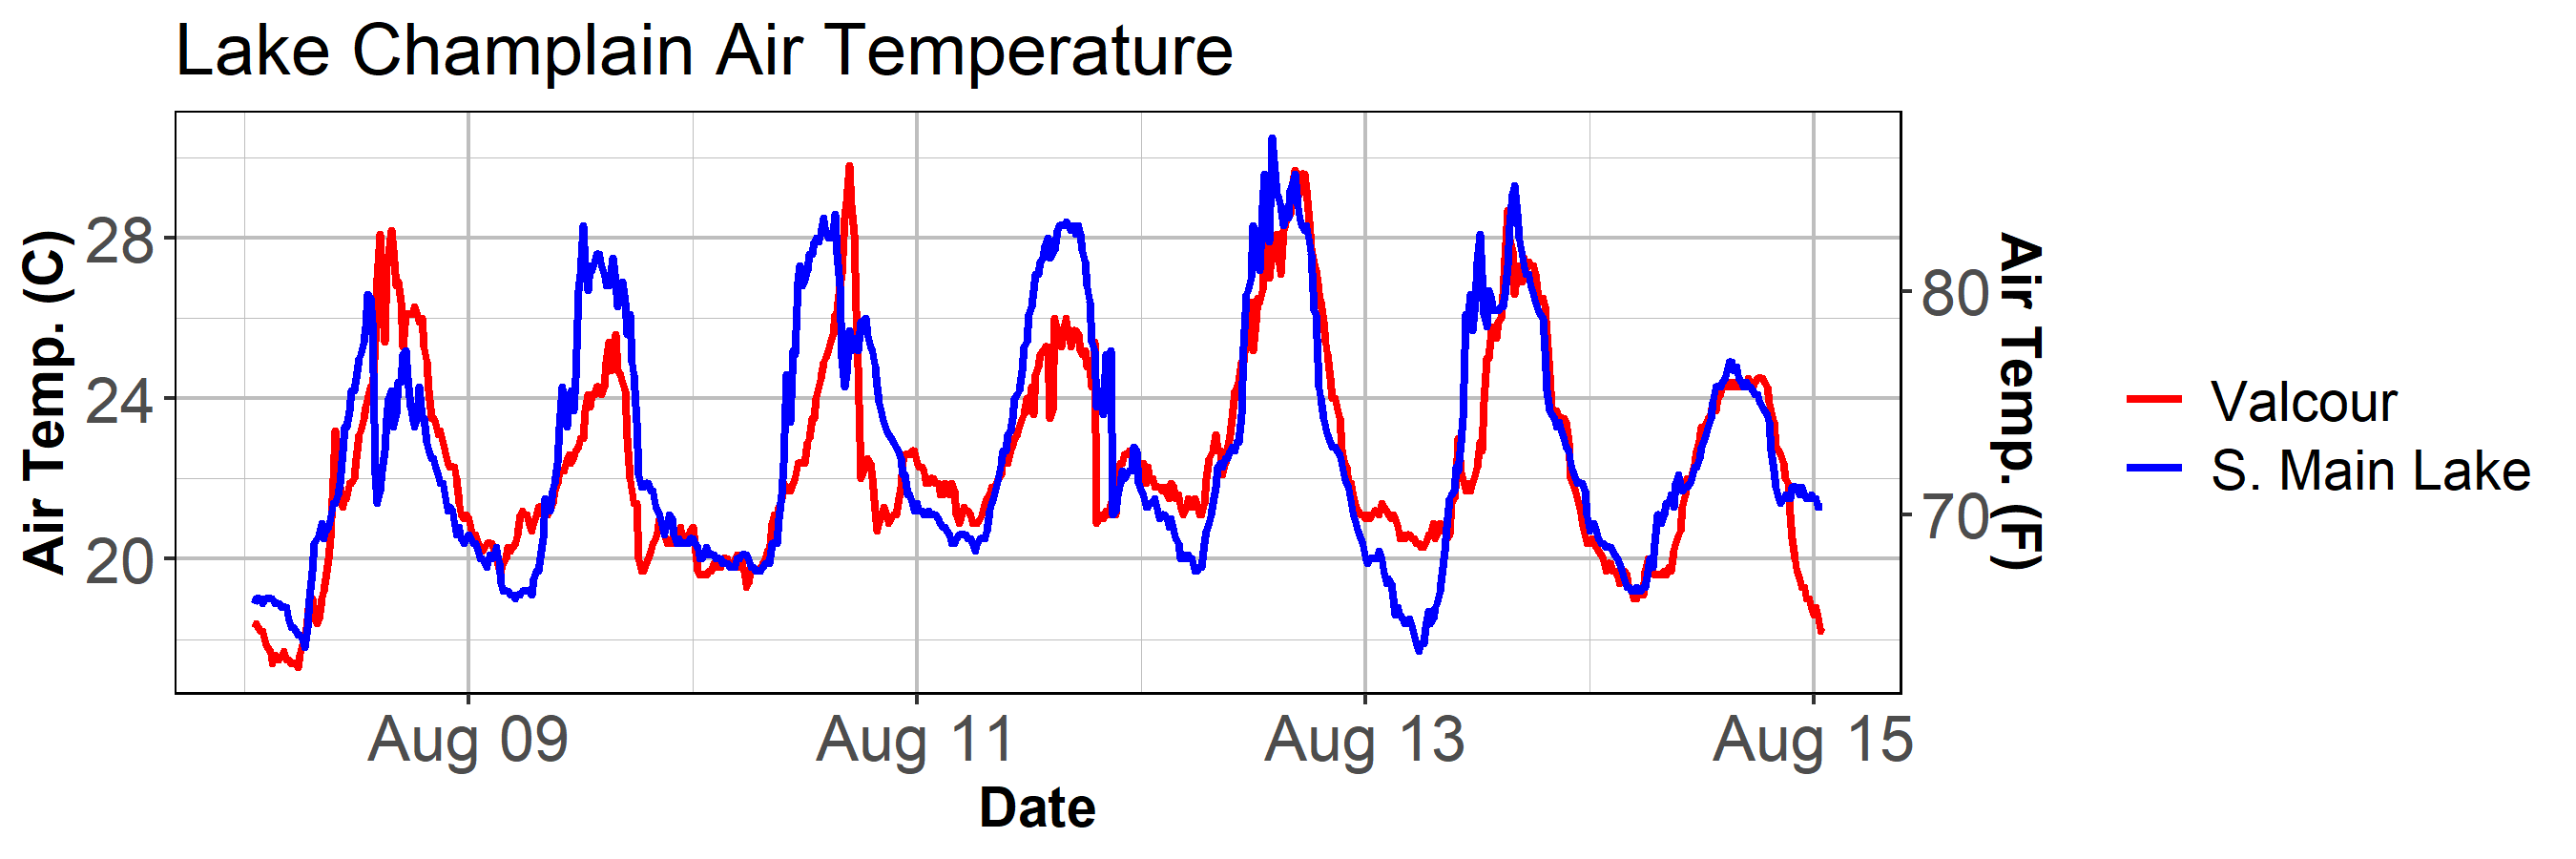 Lake Champlain Air Temperature
Air Temp. (C)
28
24
20
80
70
Air Temp. (F)
Valcour
S. Main Lake
Aug 09
Aug 11
Aug 13
Aug 15
Date